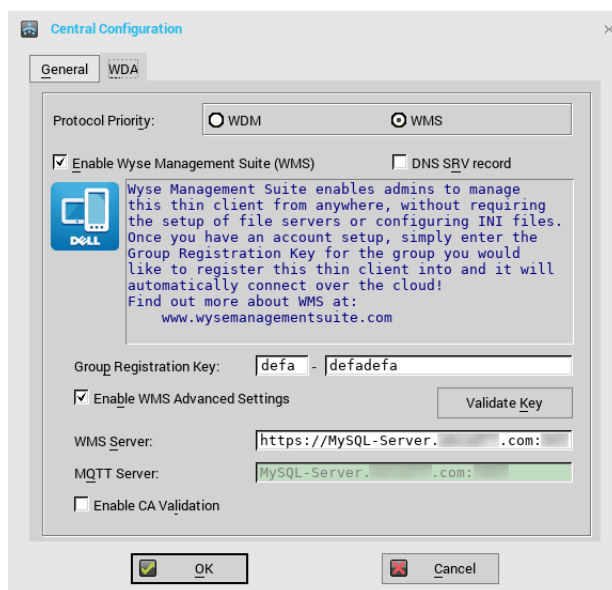 Central Configuration
General WDA
Protocol Priority: WDM WMS
Enable Wyse Management Suite (WMS) DNS SRV record
DELL
Wyse Management Suite enables admins to manage
this thin client from anywhere, without requiring
the setup of file servers or configuring INI files.
Once you have an account setup, simply enter the
Group Registration Key for the group you would
like to register this thin client into and it will
automatically connect over the cloud!
Find out more about WMS at:
www.wysemanagementsuite.com
Group Registration Key: defa - defadefa
Enable WMS Advanced Settings Validate Key
WMS Server: https://MySQL-Server. .com:
MQTT Server: MySQL-Server. .com:
Enable CA Validation
OK Cancel